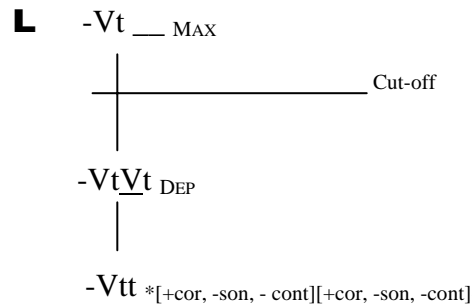 L -Vt __ MAX
Cut-off
-VtVt DEP
-Vtt *[+cor, -son, - cont][+cor, -son, -cont]